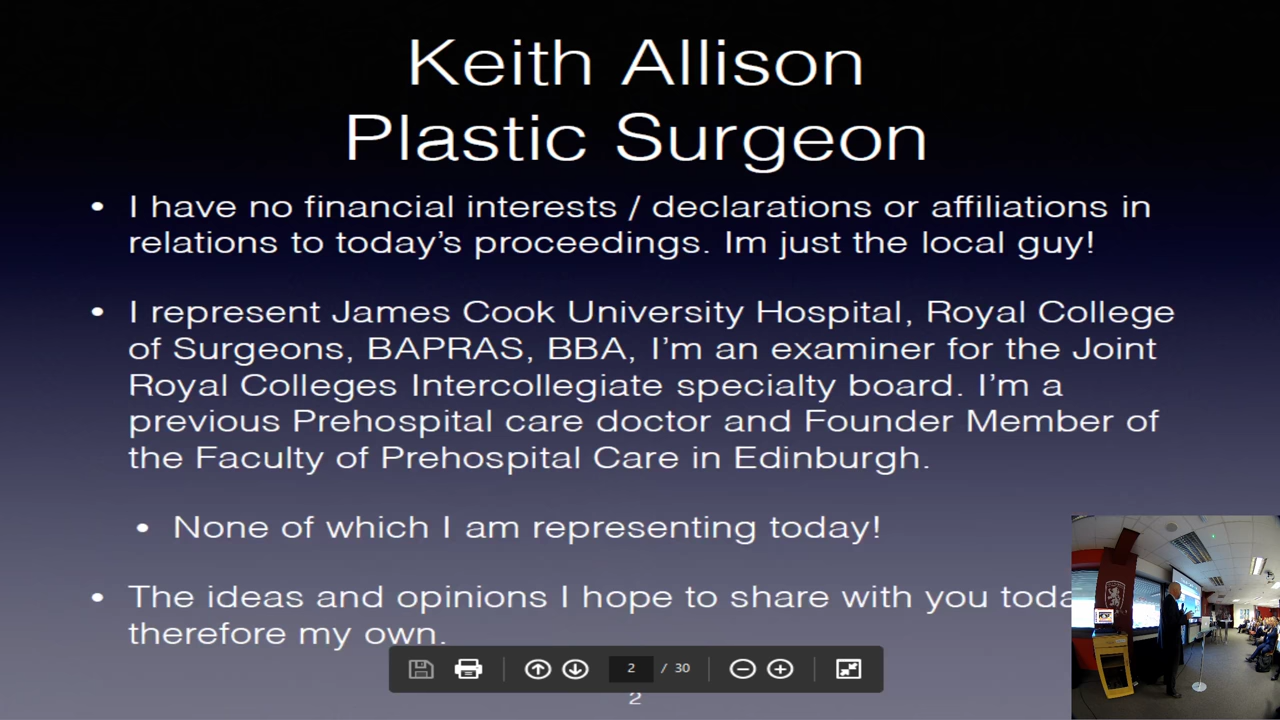 Keith Allison
Plastic Surgeon
• I have no financial interests / declarations or affiliations in
relations to today's proceedings. Im just the local guy!
• I represent James Cook University Hospital, Royal College
of Surgeons, BAPRAS, BBA, I'm an examiner for the Joint
Royal Colleges Intercollegiate specialty board. I'm a
previous Prehospital care doctor and Founder Member of
the Faculty of Prehospital Care in Edinburgh.
• None of which I am representing today!
• The ideas and opinions I hope to share with you
therefore my own.
2 / 30
2